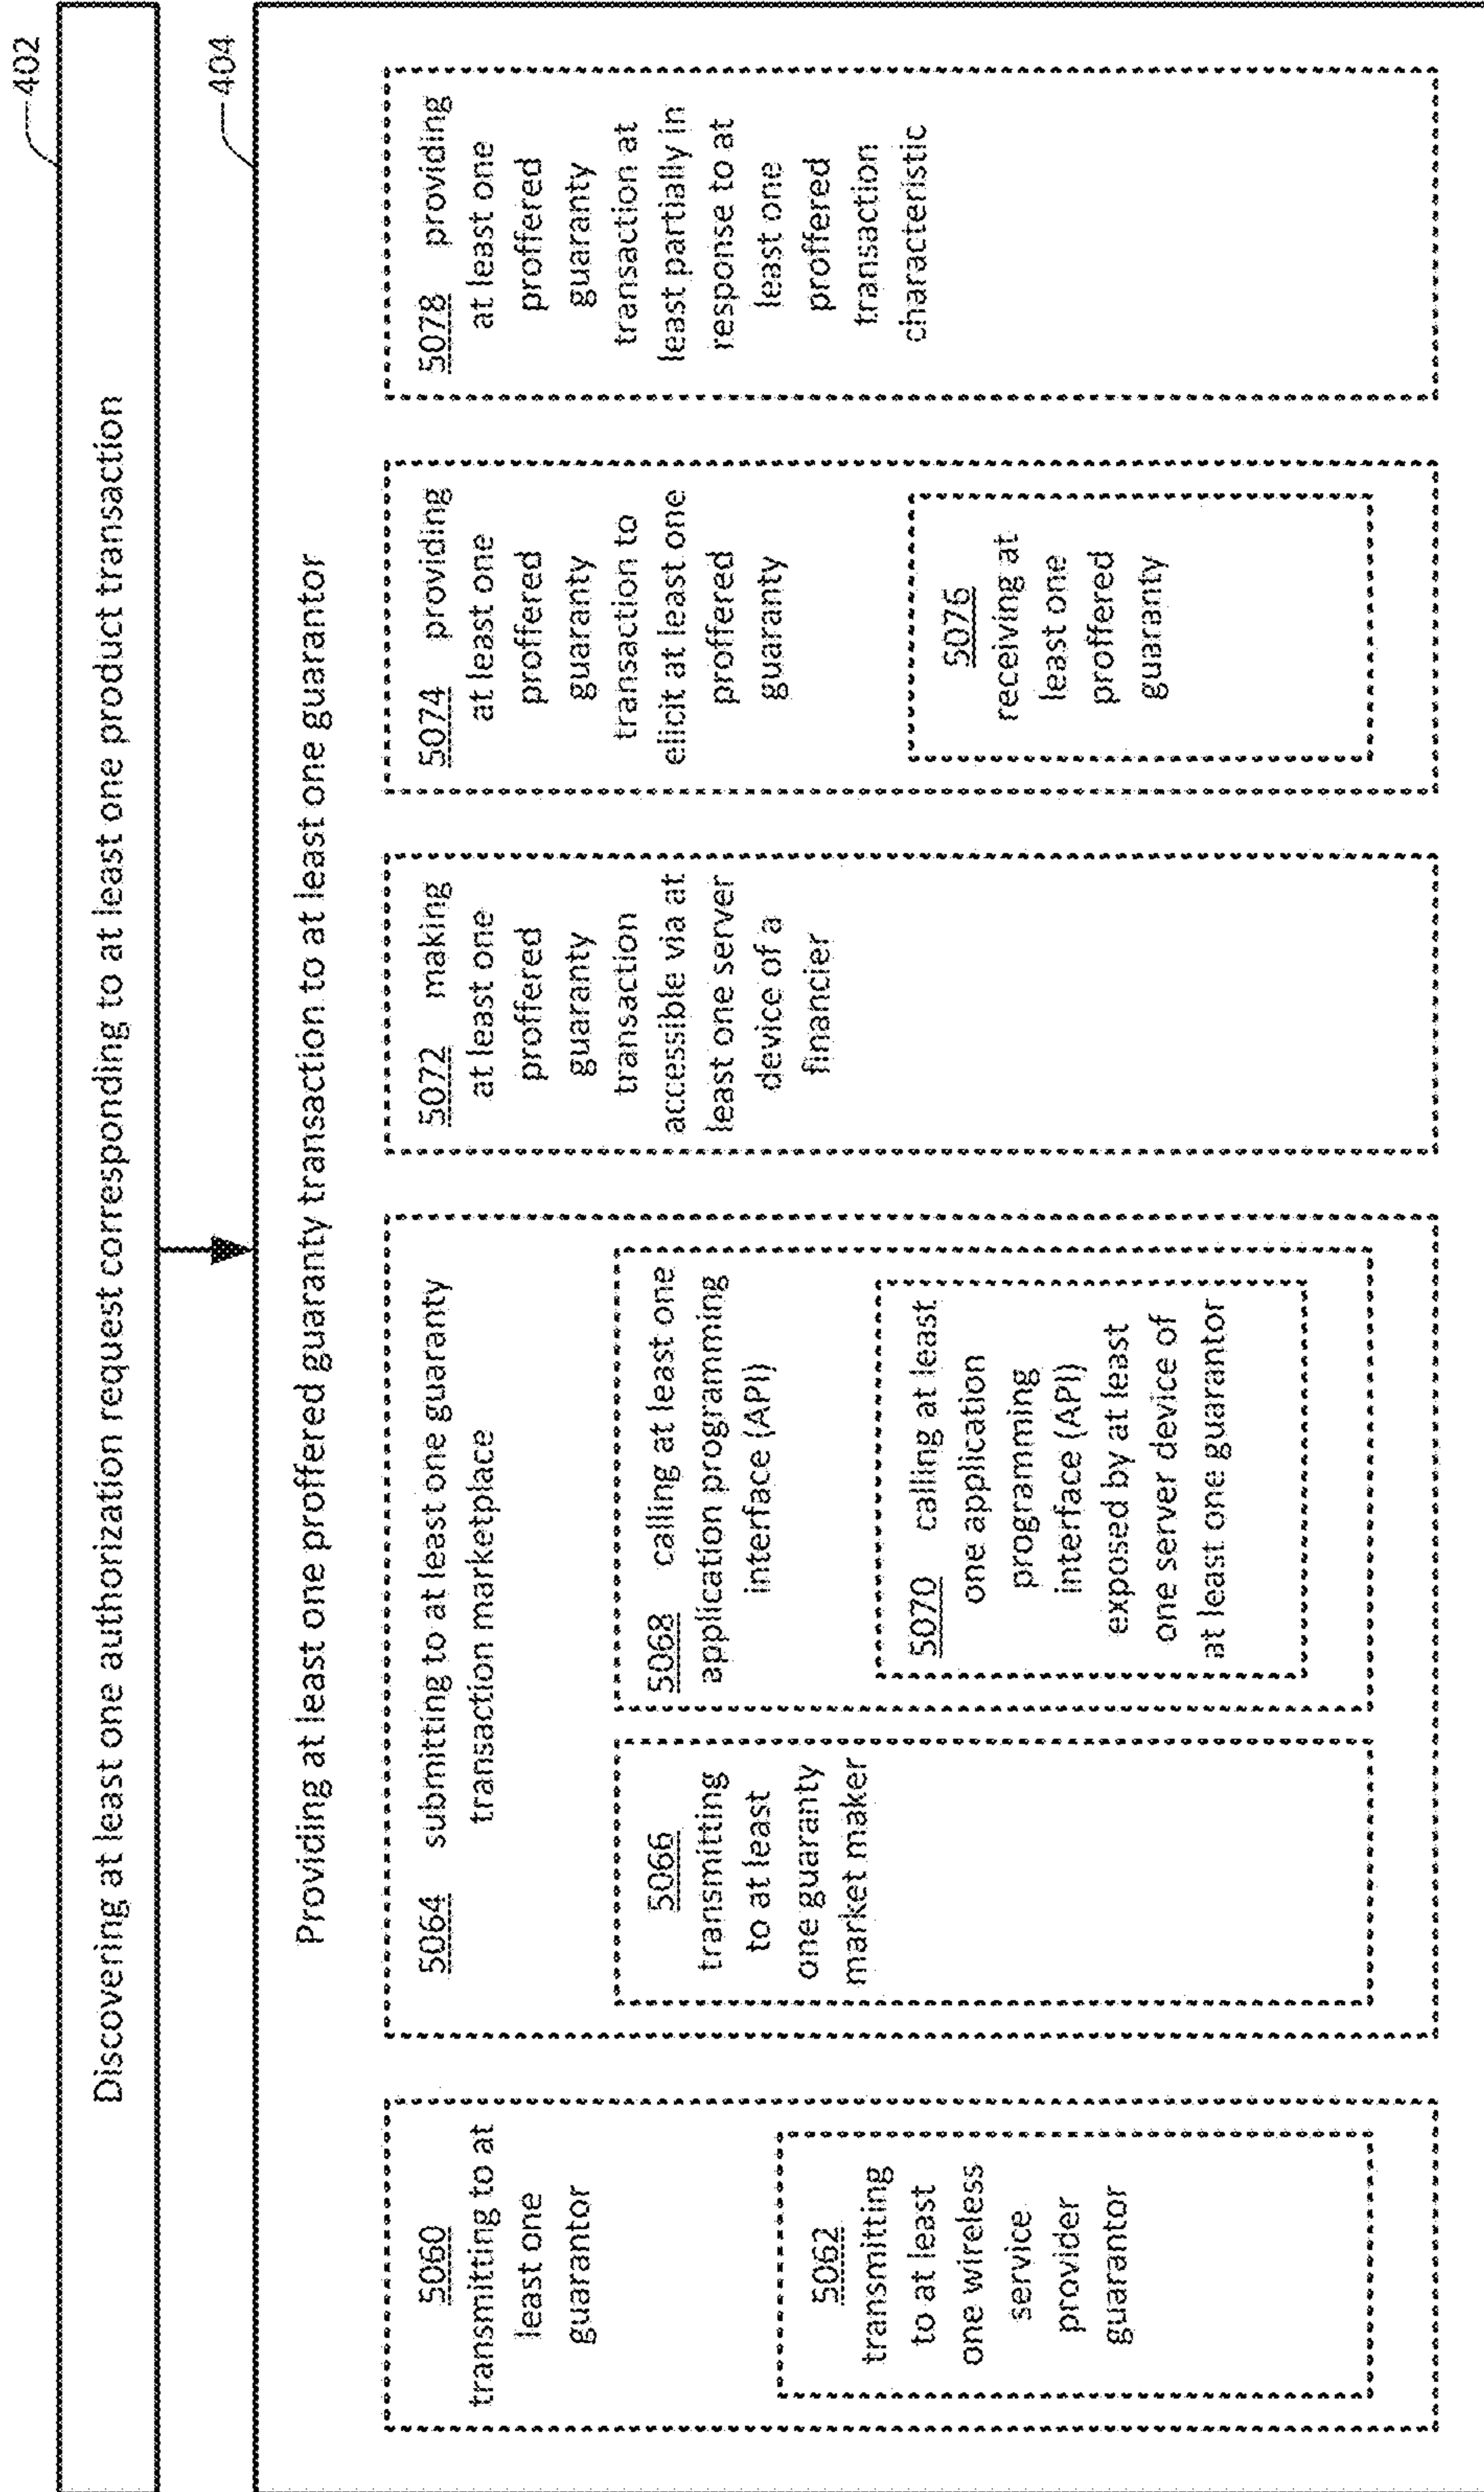 402
Discovering at least one authorization request corresponding to at least one product transaction
404
Providing at least one proffered guaranty transaction to at least one guarantor
5060
transmitting to at
least one
guarantor
5062
transmitting
to at least
one wireless
service
provider
guarantor
5064 submitting to at least one guaranty
transaction marketplace
5066
transmitting
to at least
one guaranty
market maker
5068 calling at least one
application programming
interface (API)
5070 calling at least
one application
programming
interface (API)
exposed by at least
one server device of
at least one guarantor
5072 making
at least one
proffered
guaranty
transaction
accessible via at
least one server
device of a
financier
5074 providing
at least one
proffered
guaranty
transaction to
elicit at least one
proffered
guaranty
5076
receiving at
least one
proffered
guaranty
5078 providing
at least one
proffered
guaranty
transaction at
least partially in
response to at
least one
proffered
transaction
characteristic